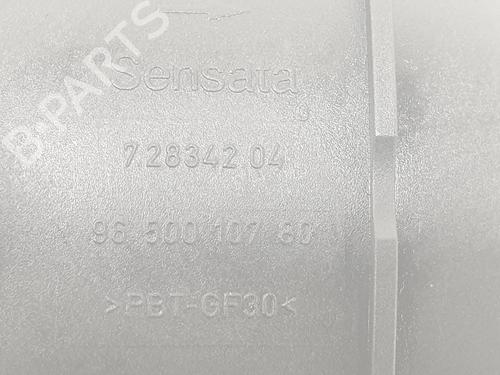 B-PARTS
Sensata
7.28342 04
96 500 107 80
>PBT-GF30<